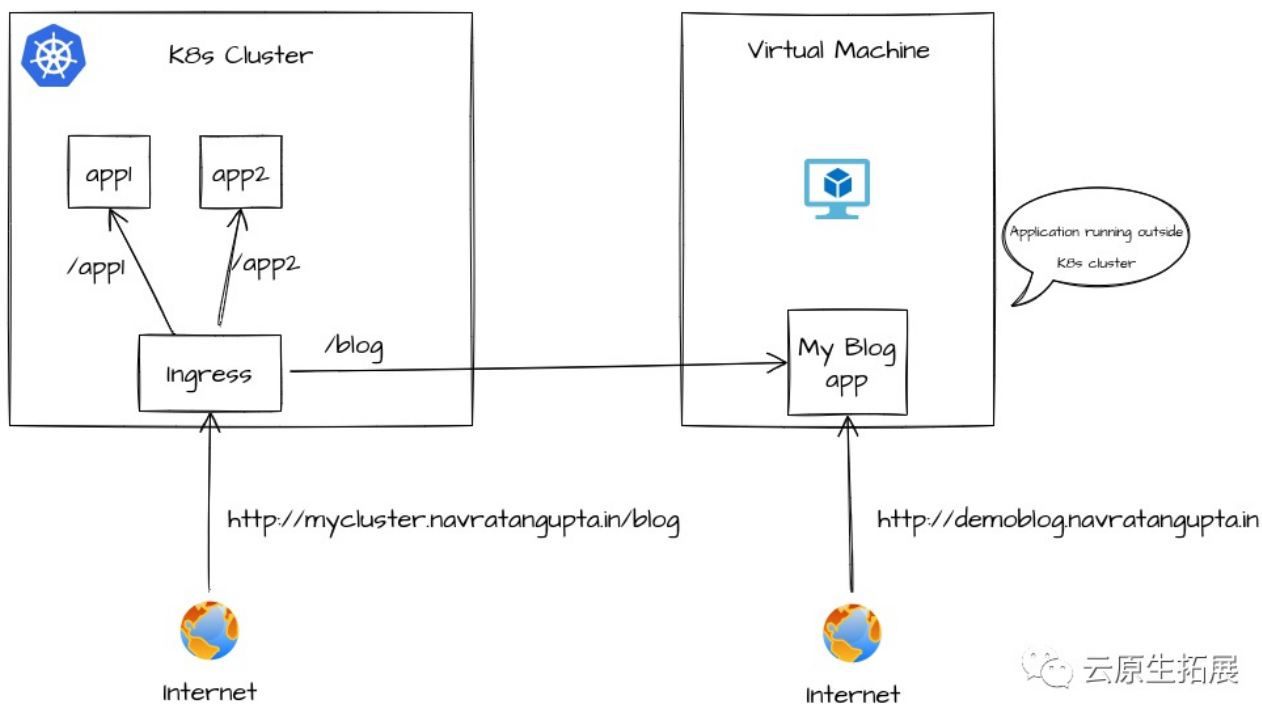 K8s Cluster
Virtual Machine
app1
app2
Application running outside
K8s cluster
/app1
/app2
/blog
My Blog
app
Ingress
http://mycluster.navratangupta.in/blog
http://demoblog.navratangupta.in
Internet
Internet
云原生拓展